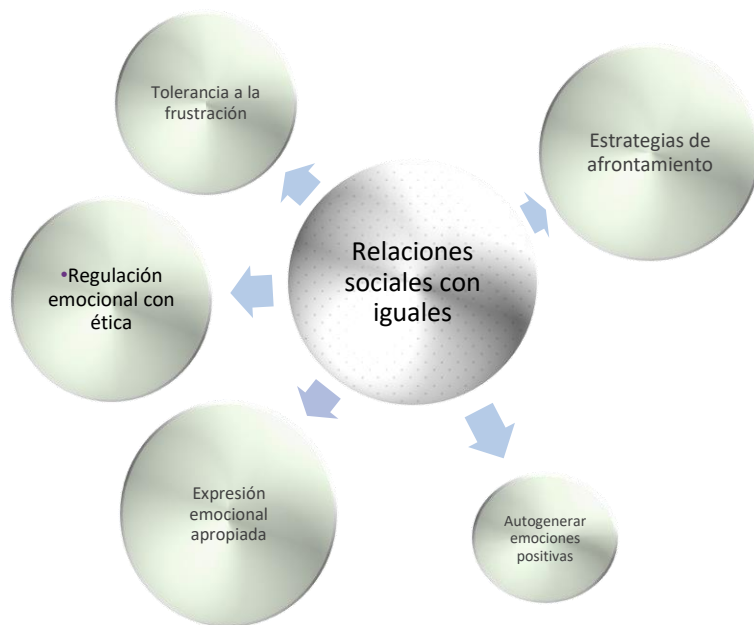 Tolerancia a la
frustración
Estrategias de
afrontamiento
Relaciones
sociales con
iguales
•Regulación
emocional con
ética
Expresión
emocional
apropiada
Autogenerar
emociones
positivas